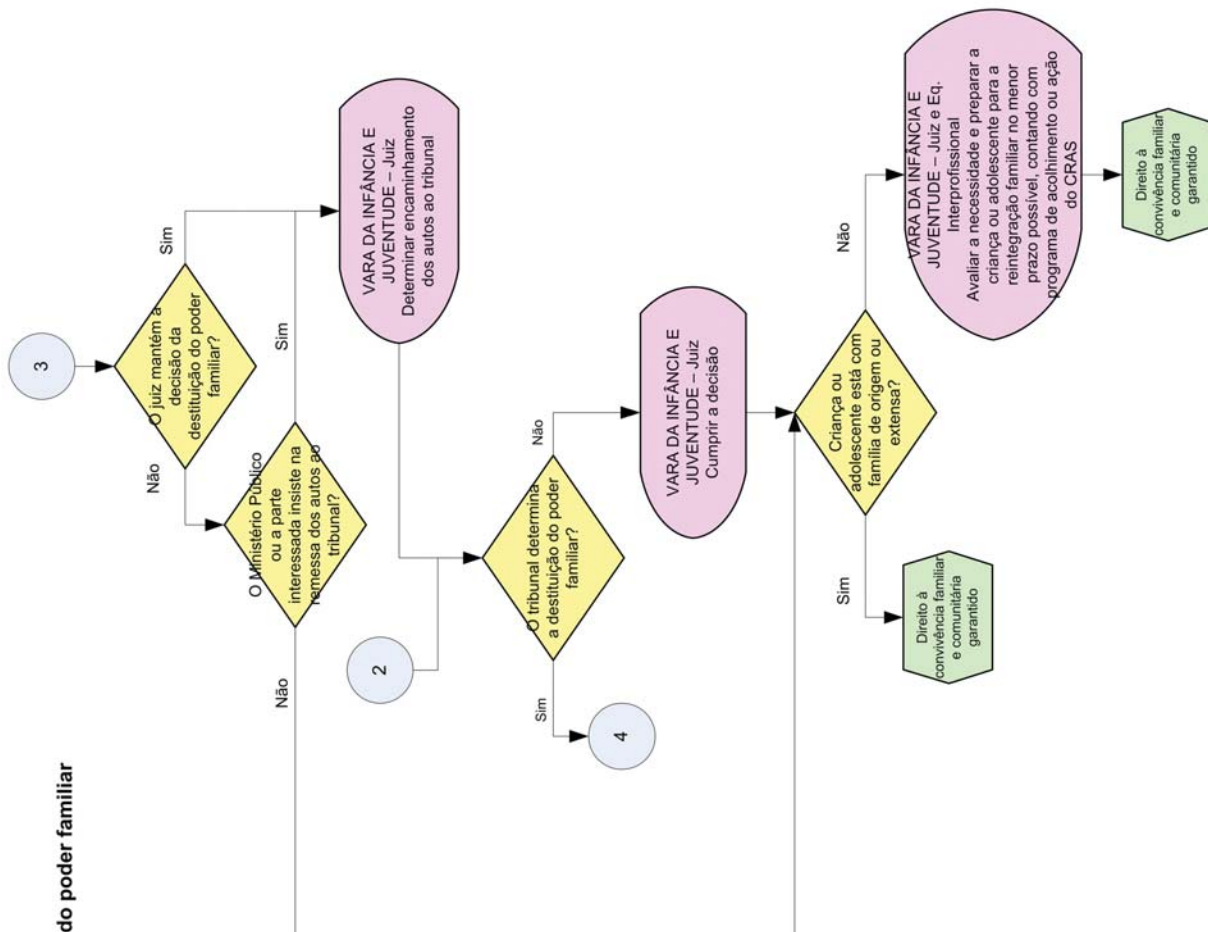 do poder familiar
3
O juiz mantém a
decisão da
destituição do poder
familiar?
Sim
Não
O Ministério Público
ou a parte
interessada insiste na
remessa dos autos ao
tribunal?
Sim
Não
VARA DA INFÂNCIA E
JUVENTUDE – Juiz
Determinar encaminhamento
dos autos ao tribunal
2
O tribunal determina
a destituição do poder
familiar?
Não
Sim
4
VARA DA INFÂNCIA E
JUVENTUDE – Juiz
Cumprir a decisão
Criança ou
adolescente está com
família de origem ou
extensa?
Não
Sim
Direito à
convivência familiar
e comunitária
garantido
VARA DA INFÂNCIA E
JUVENTUDE – Juiz e Eq.
Interprofissional
Avaliar a necessidade e preparar a
criança ou adolescente para a
reintegração familiar no menor
prazo possível, contando com
programa de acolhimento ou ação
do CRAS
Direito à
convivência familiar
e comunitária
garantido